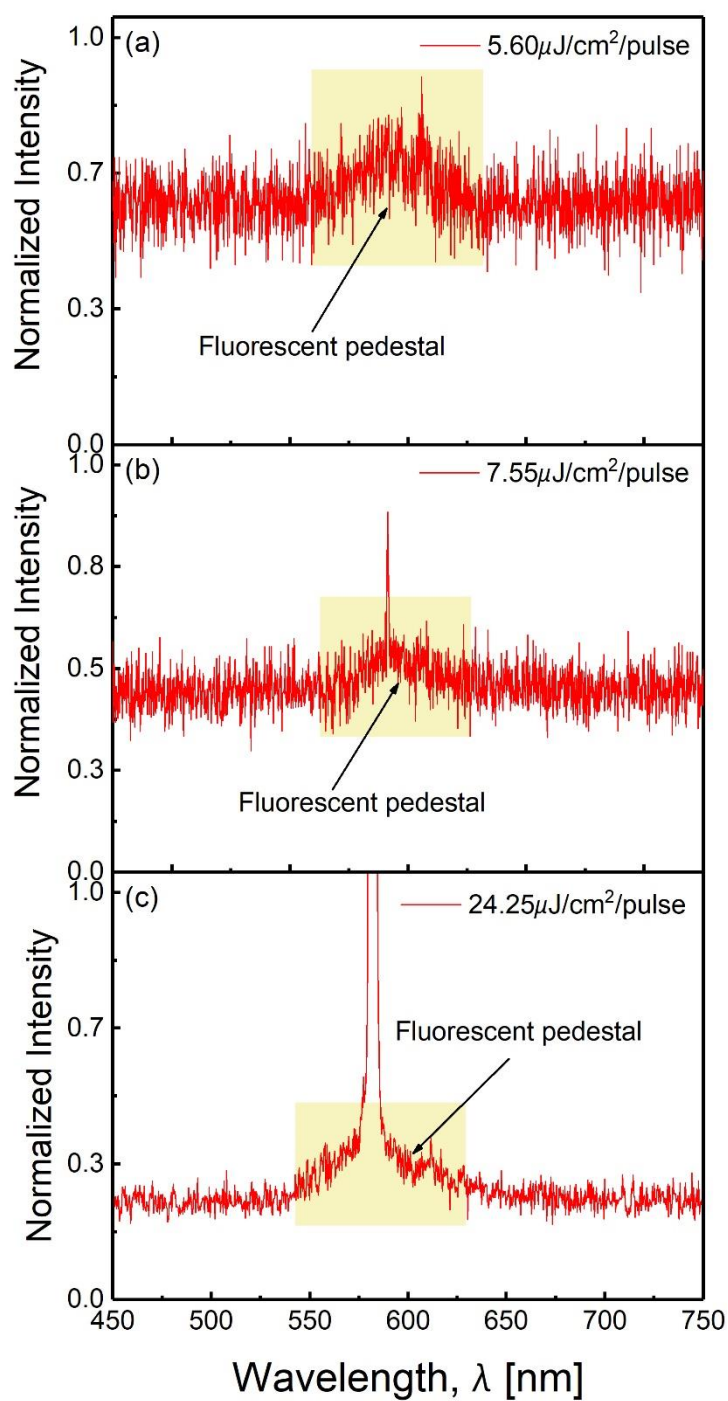 (a)
5.60μJ/cm²/pulse
1.0
0.7
0.3
0.0
Normalized Intensity
Fluorescent pedestal
(b)
7.55μJ/cm²/pulse
1.0
0.8
0.5
0.3
0.0
Normalized Intensity
Fluorescent pedestal
(c)
24.25μJ/cm²/pulse
1.0
0.7
0.3
0.0
Normalized Intensity
Fluorescent pedestal
450 500 550 600 650 700 750
Wavelength, λ [nm]